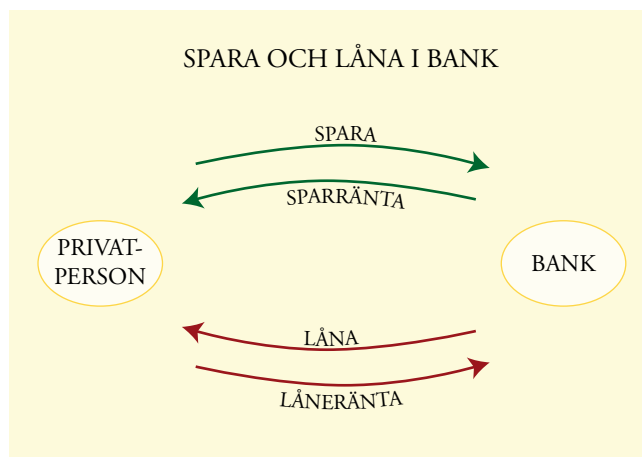 SPARA OCH LÅNA I BANK
SPARA
SPARRÄNTA
PRIVAT-
PERSON
BANK
LÅNA
LÅNERÄNTA